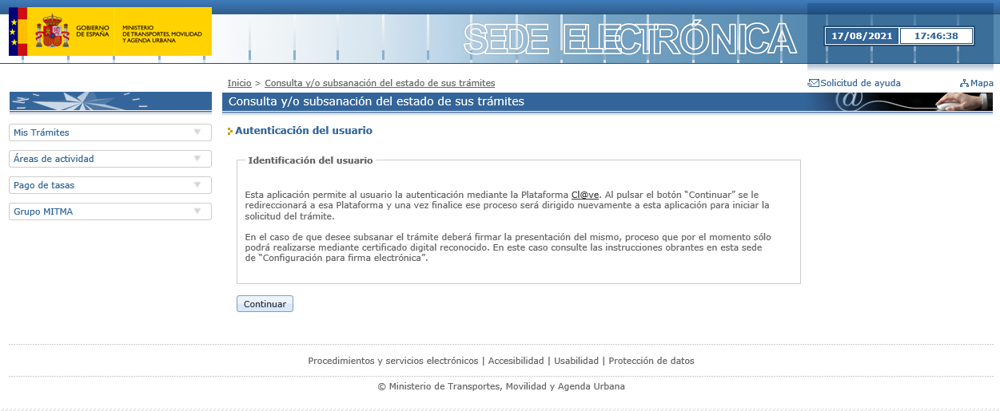 GOBIERNO
DE ESPAÑA
MINISTERIO
DE TRANSPORTES, MOVILIDAD
Y AGENDA URBANA
SEDE ELECTRÓNICA
17/08/2021 17:46:38
Inicio > Consulta y/o subsanación del estado de sus trámites
Solicitud de ayuda
Mapa
Consulta y/o subsanación del estado de sus trámites
@
Mis Trámites
Áreas de actividad
Pago de tasas
Grupo MITMA
Autenticación del usuario
Identificación del usuario
Esta aplicación permite al usuario la autenticación mediante la Plataforma Cl@ve. Al pulsar el botón “Continuar” se le
redireccionará a esa Plataforma y una vez finalice ese proceso será dirigido nuevamente a esta aplicación para iniciar la
solicitud del trámite.
En el caso de que desee subsanar el trámite deberá firmar la presentación del mismo, proceso que por el momento sólo
podrá realizarse mediante certificado digital reconocido. En este caso consulte las instrucciones obrantes en esta sede
de “Configuración para firma electrónica”.
Continuar
Procedimientos y servicios electrónicos | Accesibilidad | Usabilidad | Protección de datos
© Ministerio de Transportes, Movilidad y Agenda Urbana